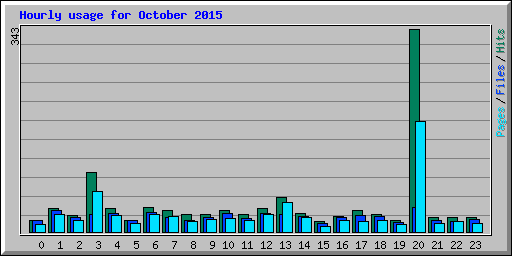 Hourly usage for October 2015
343
Pages/Files/Hits
0 1 2 3 4 5 6 7 8 9 10 11 12 13 14 15 16 17 18 19 20 21 22 23